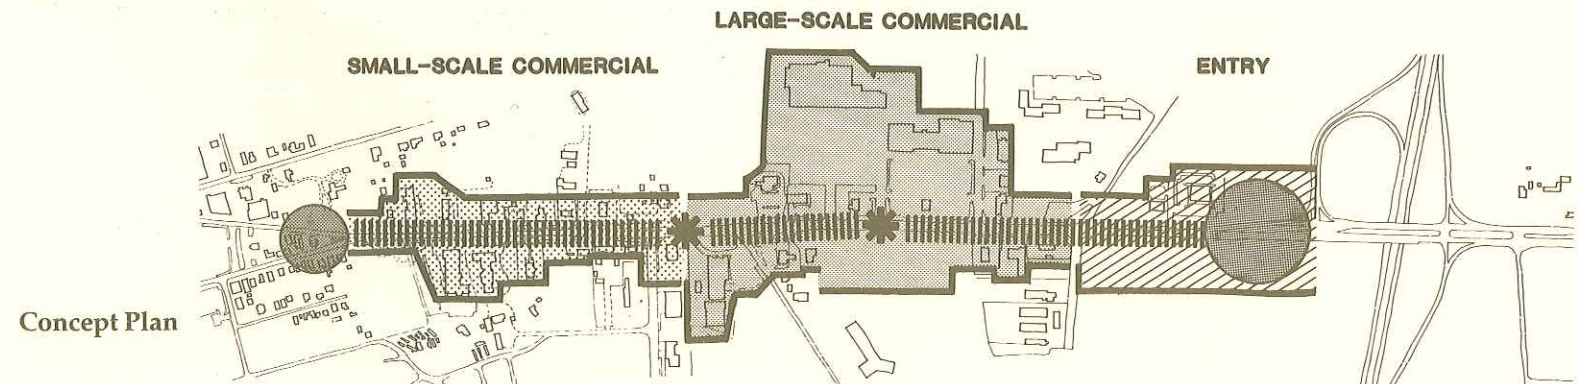 LARGE-SCALE COMMERCIAL
SMALL-SCALE COMMERCIAL
ENTRY
Concept Plan